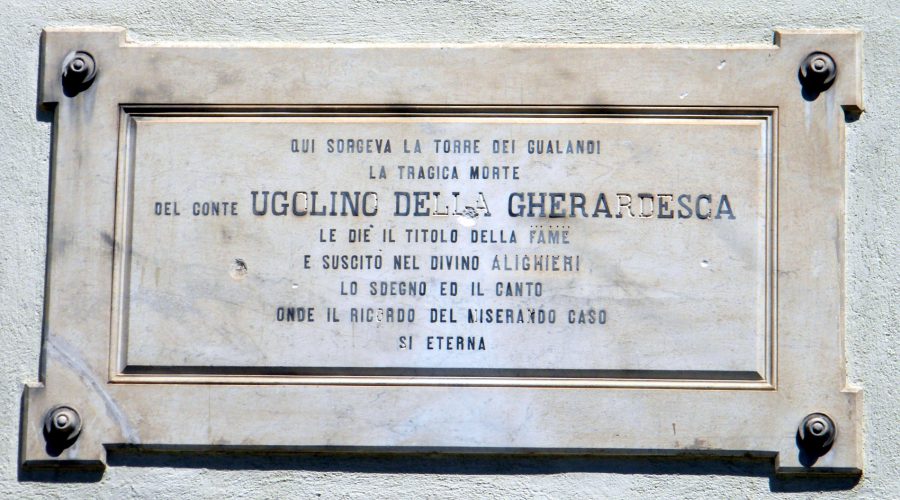 QUI SORGEVA LA TORRE DEI GUALANDI
LA TRAGICA MORTE
DEL CONTE UGOLINO DELLA GHERARDESCA
LE DIÈ IL TITOLO DELLA FAME
E SUSCITÒ NEL DIVINO ALIGHIERI
LO SDEGNO ED IL CANTO
ONDE IL RICORDO DEL MISERANDO CASO
SI ETERNA